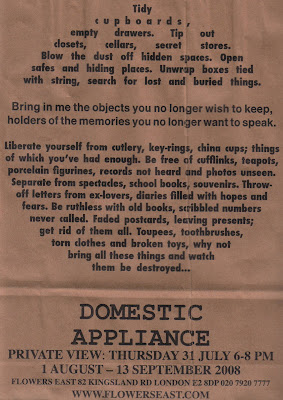 Tidy
cupboards,
empty drawers. Tip out
closets, cellars, secret stores.
Blow the dust off hidden spaces. Open
safes and hiding places. Unwrap boxes tied
with string, search for lost and buried things.
Bring in me the objects you no longer wish to keep,
holders of the memories you no longer want to speak.
Liberate yourself from cutlery, key-rings, china cups; things
of which you've had enough. Be free of cufflinks, teapots,
porcelain figurines, records not heard and photos unseen.
Separate from spectacles, school books, souvenirs. Throw-
off letters from ex-lovers, diaries filled with hopes and
fears. Be ruthless with old books, scribbled numbers
never called. Faded postcards, leaving presents;
get rid of them all. Toupees, toothbrushes,
torn clothes and broken toys, why not
bring all these things and watch
them be destroyed...
DOMESTIC
APPLIANCE
PRIVATE VIEW: THURSDAY 31 JULY 6-8 PM
1 AUGUST – 13 SEPTEMBER 2008
FLOWERS EAST 82 KINGSLAND RD LONDON E2 8DP 020 7920 7777
WWW.FLOWERSEAST.COM